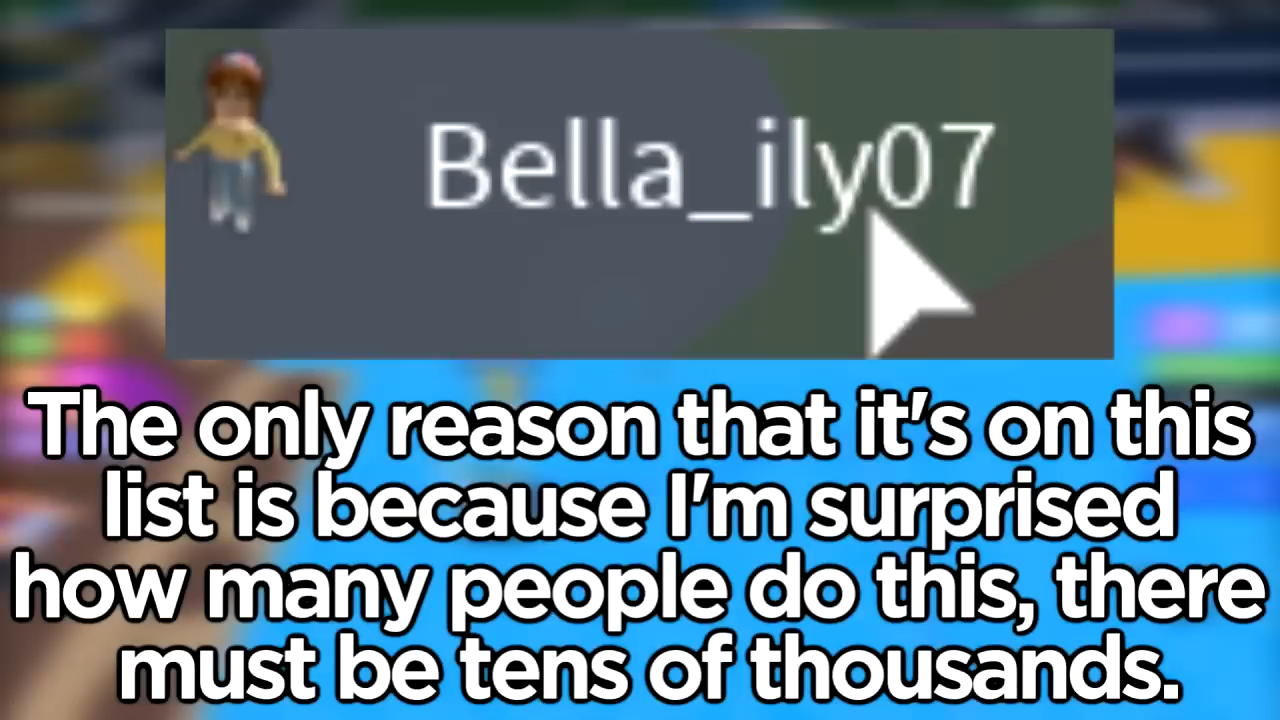 Bella_ily07
The only reason that it's on this
list is because I'm surprised
how many people do this, there
must be tens of thousands.